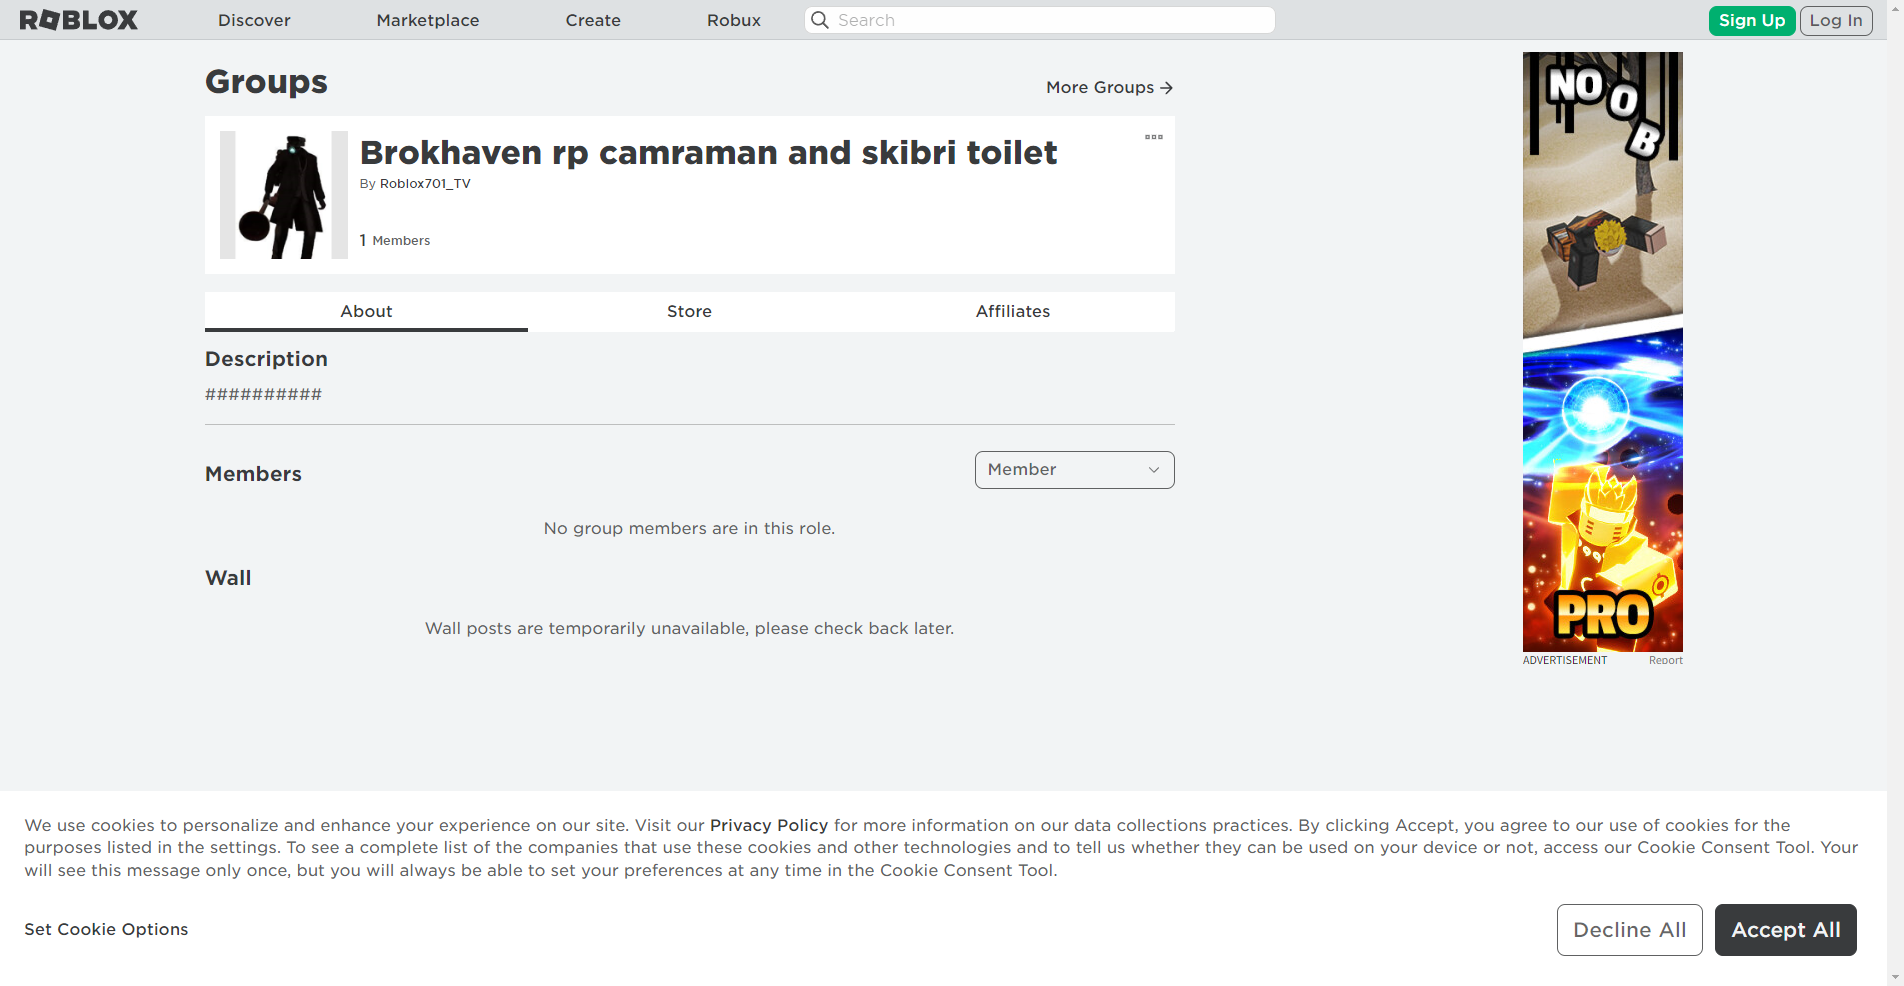 ROBLOX
Discover
Marketplace
Create
Robux
Search
Sign Up
Log In
Groups
More Groups
Brokhaven rp camraman and skibri toilet
By Roblox701_TV
1 Members
About
Store
Affiliates
Description
##########
Members
Member
No group members are in this role.
Wall
Wall posts are temporarily unavailable, please check back later.
NOOB
PRO
ADVERTISEMENT
Report
We use cookies to personalize and enhance your experience on our site. Visit our Privacy Policy for more information on our data collections practices. By clicking Accept, you agree to our use of cookies for the
purposes listed in the settings. To see a complete list of the companies that use these cookies and other technologies and to tell us whether they can be used on your device or not, access our Cookie Consent Tool. Your
will see this message only once, but you will always be able to set your preferences at any time in the Cookie Consent Tool.
Set Cookie Options
Decline All
Accept All